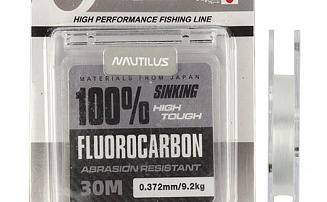 HIGH PERFORMANCE FISHING LINE
NAUTILUS
MATERIALS FROM JAPAN
100% SINKING
HIGH
TOUGH
FLUOROCARBON
ABRASION RESISTANT
30M 0.372mm/9.2kg